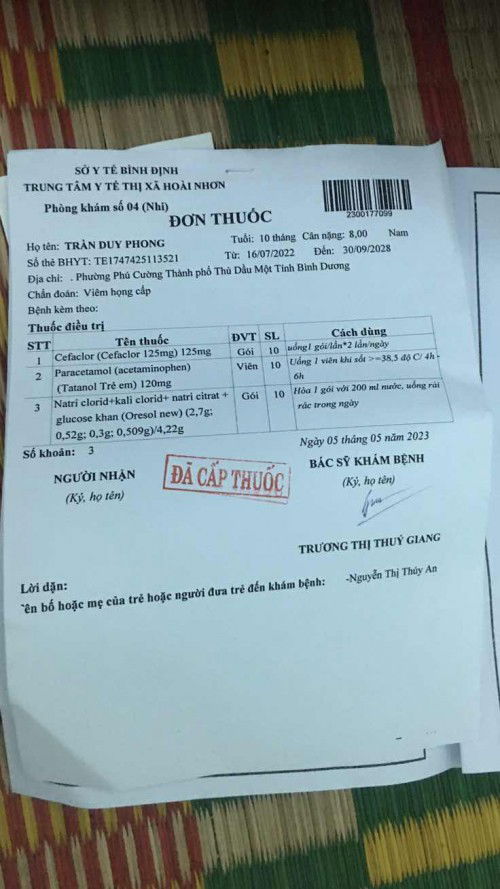 SỞ Y TẾ BÌNH ĐỊNH
TRUNG TÂM Y TẾ THỊ XÃ HOÀI NHƠN
Phòng khám số 04 (Nhi)
2300177099
ĐƠN THUỐC
Họ tên: TRẦN DUY PHONG Tuổi: 10 tháng Cân nặng: 8,00 Nam
Số thẻ BHYT: TE1747425113521 Từ: 16/07/2022 Đến: 30/09/2028
Địa chỉ: . Phường Phú Cường Thành phố Thủ Dầu Một Tỉnh Bình Dương
Chẩn đoán: Viêm họng cấp
Bệnh kèm theo:
Thuốc điều trị
STT Tên thuốc ĐVT SL Cách dùng
1 Cefaclor (Cefaclor 125mg) 125mg Gói 10 uống1 gói/lần*2 lần/ngày
2 Paracetamol (acetaminophen) Viên 10 Uống 1 viên khi sốt >=38,5 độ C/ 4h -
(Tatanol Trẻ em) 120mg 6h
3 Natri clorid+kali clorid+ natri citrat + Gói 10 Hòa 1 gói với 200 ml nước, uống rải
glucose khan (Oresol new) (2,7g; rác trong ngày
0,52g; 0,3g; 0,509g)/4,22g
Số khoản: 3
Ngày 05 tháng 05 năm 2023
NGƯỜI NHẬN ĐÃ CẤP THUỐC BÁC SỸ KHÁM BỆNH
(Ký, họ tên) (Ký, họ tên)
TRƯƠNG THỊ THUÝ GIANG
Lời dặn:
ên bố hoặc mẹ của trẻ hoặc người đưa trẻ đến khám bệnh: -Nguyễn Thị Thúy An